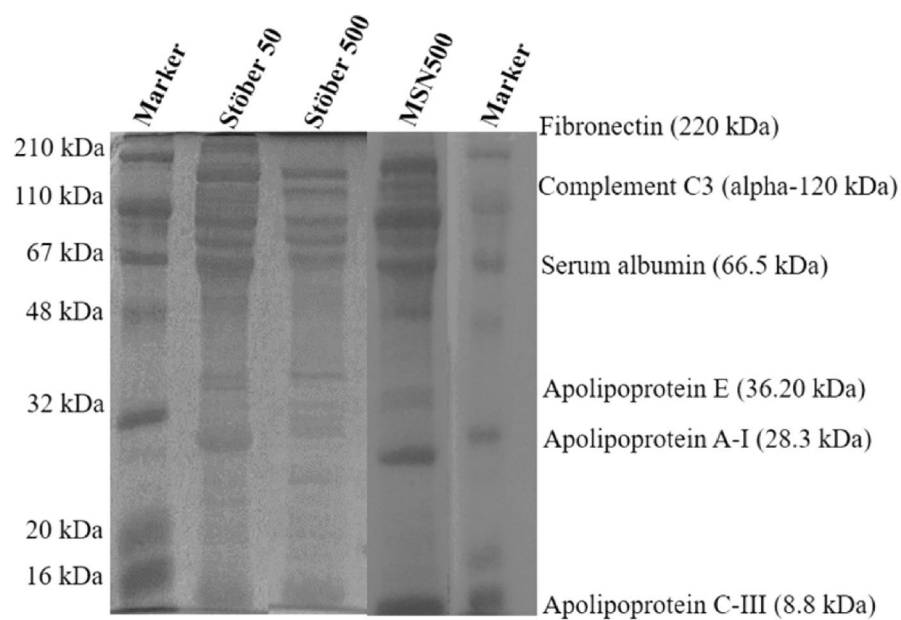 Marker
Stöber 50
Stöber 500
MSN500
Marker
210 kDa
110 kDa
67 kDa
48 kDa
32 kDa
20 kDa
16 kDa
Fibronectin (220 kDa)
Complement C3 (alpha-120 kDa)
Serum albumin (66.5 kDa)
Apolipoprotein E (36.20 kDa)
Apolipoprotein A-I (28.3 kDa)
Apolipoprotein C-III (8.8 kDa)